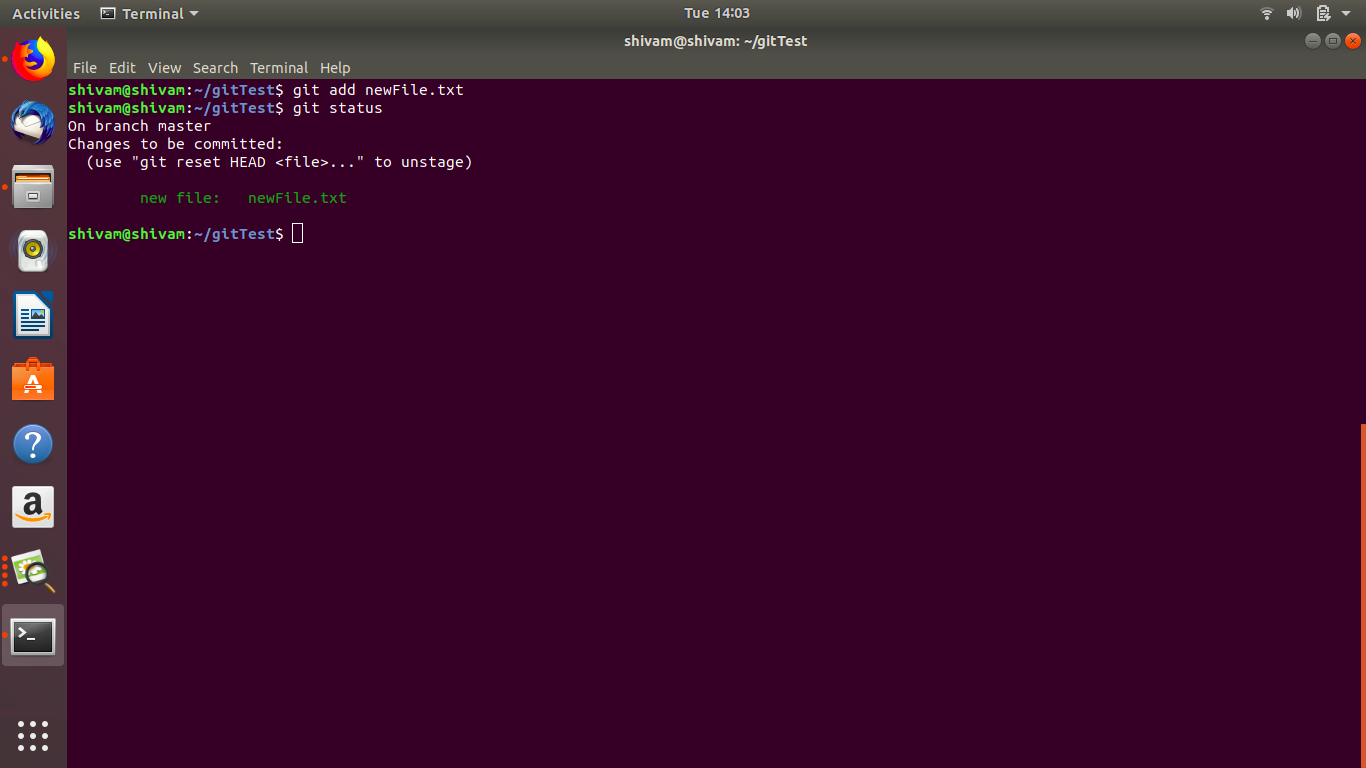 Activities Terminal Tue 14:03
shivam@shivam: ~/gitTest
File Edit View Search Terminal Help
shivam@shivam:~/gitTest$ git add newFile.txt
shivam@shivam:~/gitTest$ git status
On branch master
Changes to be committed:
  (use "git reset HEAD <file>..." to unstage)
        new file:   newFile.txt
shivam@shivam:~/gitTest$
?
a
>_